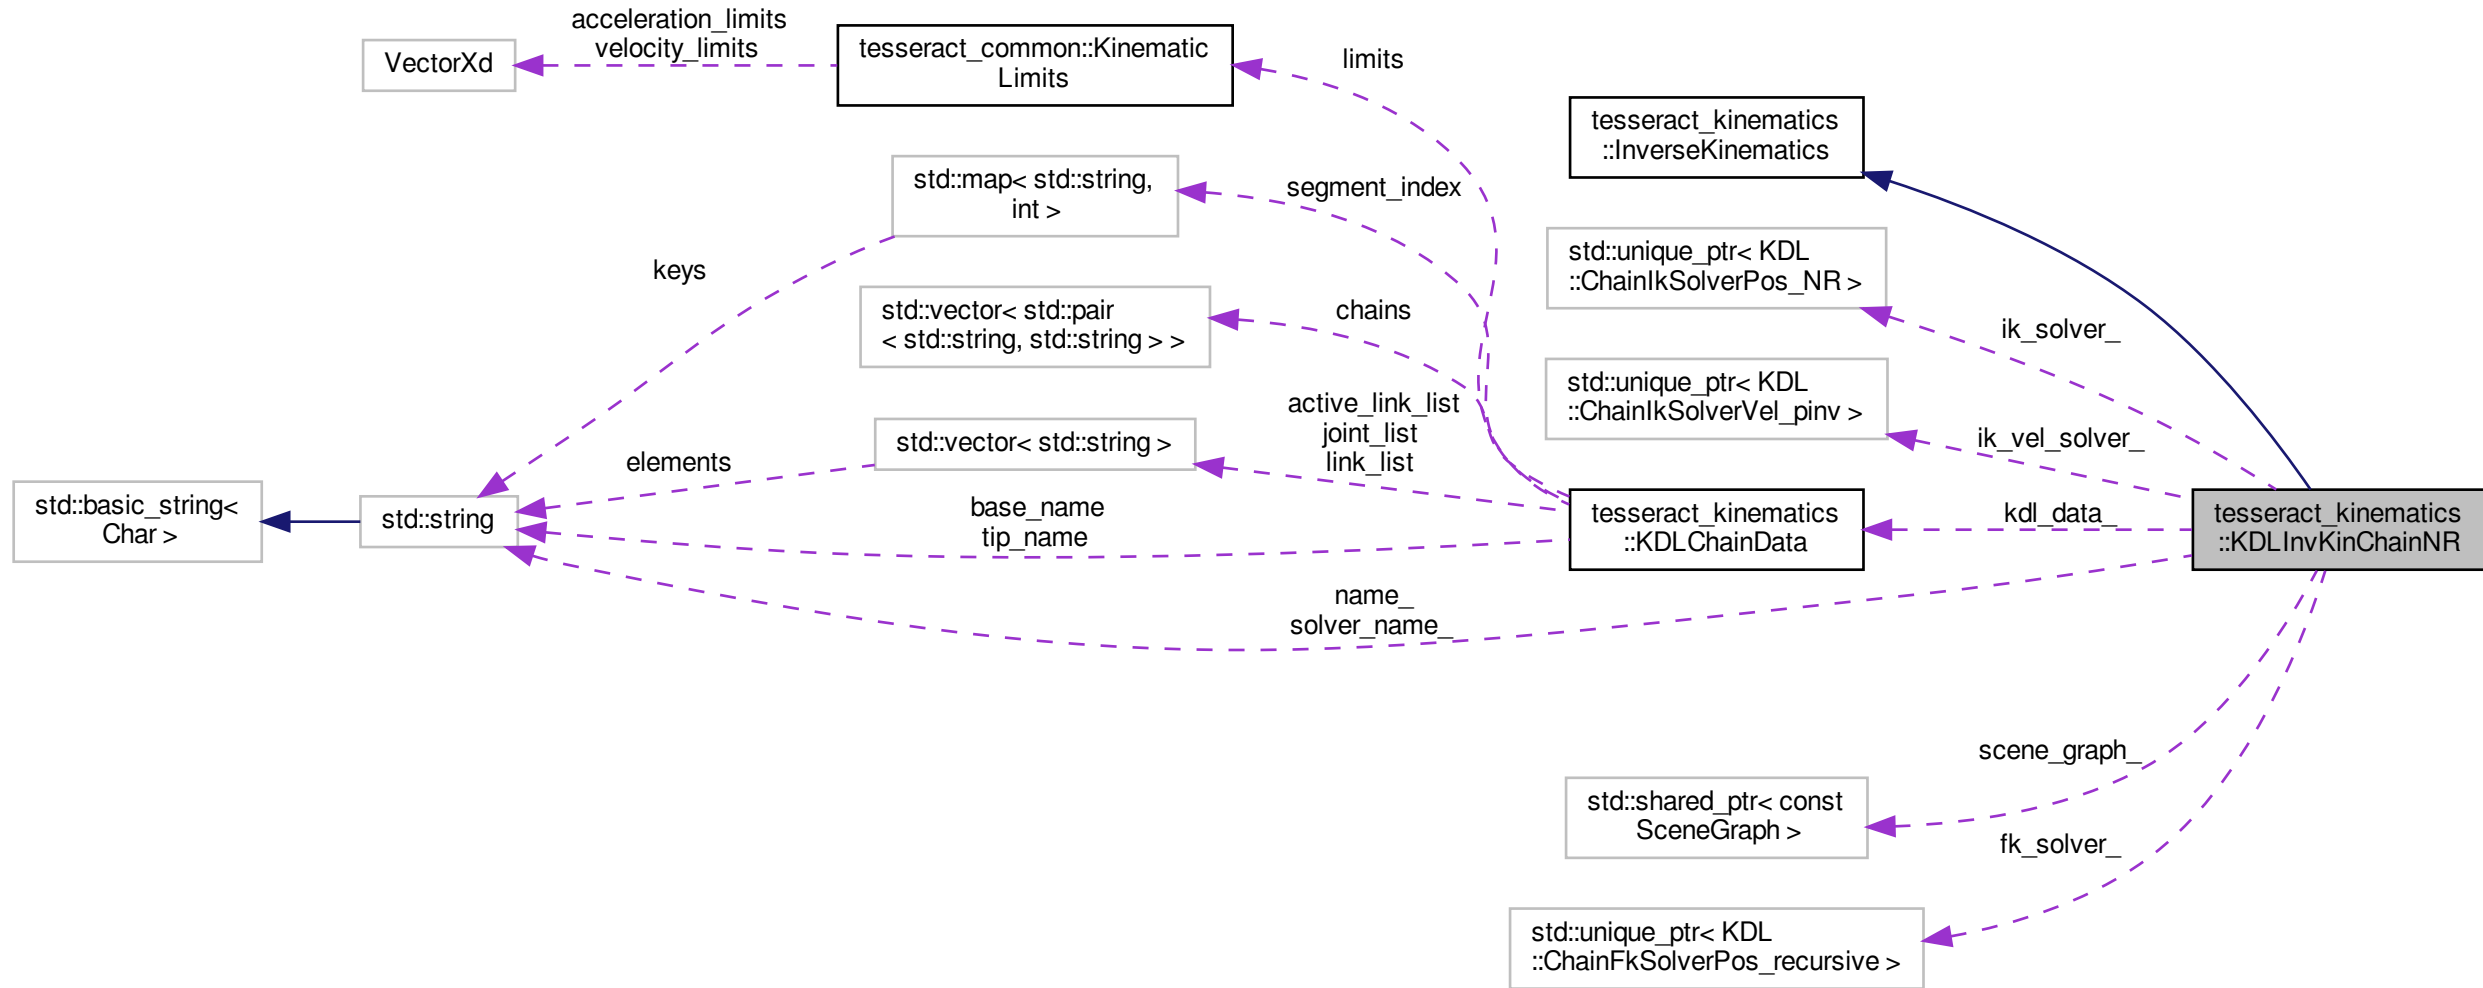 acceleration_limits
velocity_limits
VectorXd
tesseract_common::Kinematic
Limits
limits
tesseract_kinematics
::InverseKinematics
std::map< std::string,
int >
segment_index
keys
std::unique_ptr< KDL
::ChainIkSolverPos_NR >
std::vector< std::pair
< std::string, std::string > >
chains
ik_solver_
std::unique_ptr< KDL
::ChainIkSolverVel_pinv >
active_link_list
joint_list
link_list
std::vector< std::string >
elements
ik_vel_solver_
std::basic_string<
Char >
std::string
base_name
tip_name
tesseract_kinematics
::KDLChainData
kdl_data_
tesseract_kinematics
::KDLInvKinChainNR
name_
solver_name_
scene_graph_
std::shared_ptr< const
SceneGraph >
fk_solver_
std::unique_ptr< KDL
::ChainFkSolverPos_recursive >